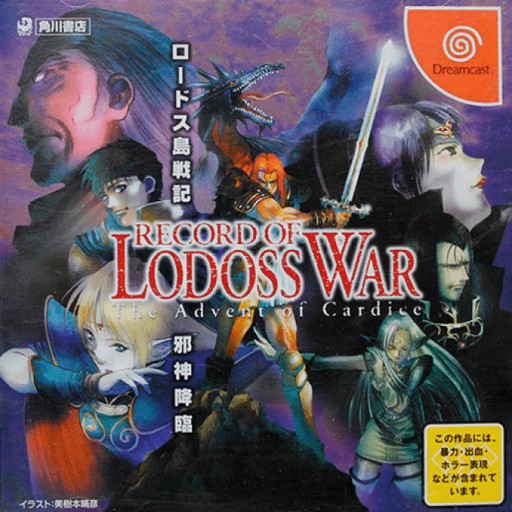 角川書店
Dreamcast
ロードス島戦記
RECORD OF
LODOSS WAR
The Advent of Cardice
邪神降臨
この作品には、
暴力・出血・
ホラー表現
などが含まれて
います。
イラスト:美樹本晴彦